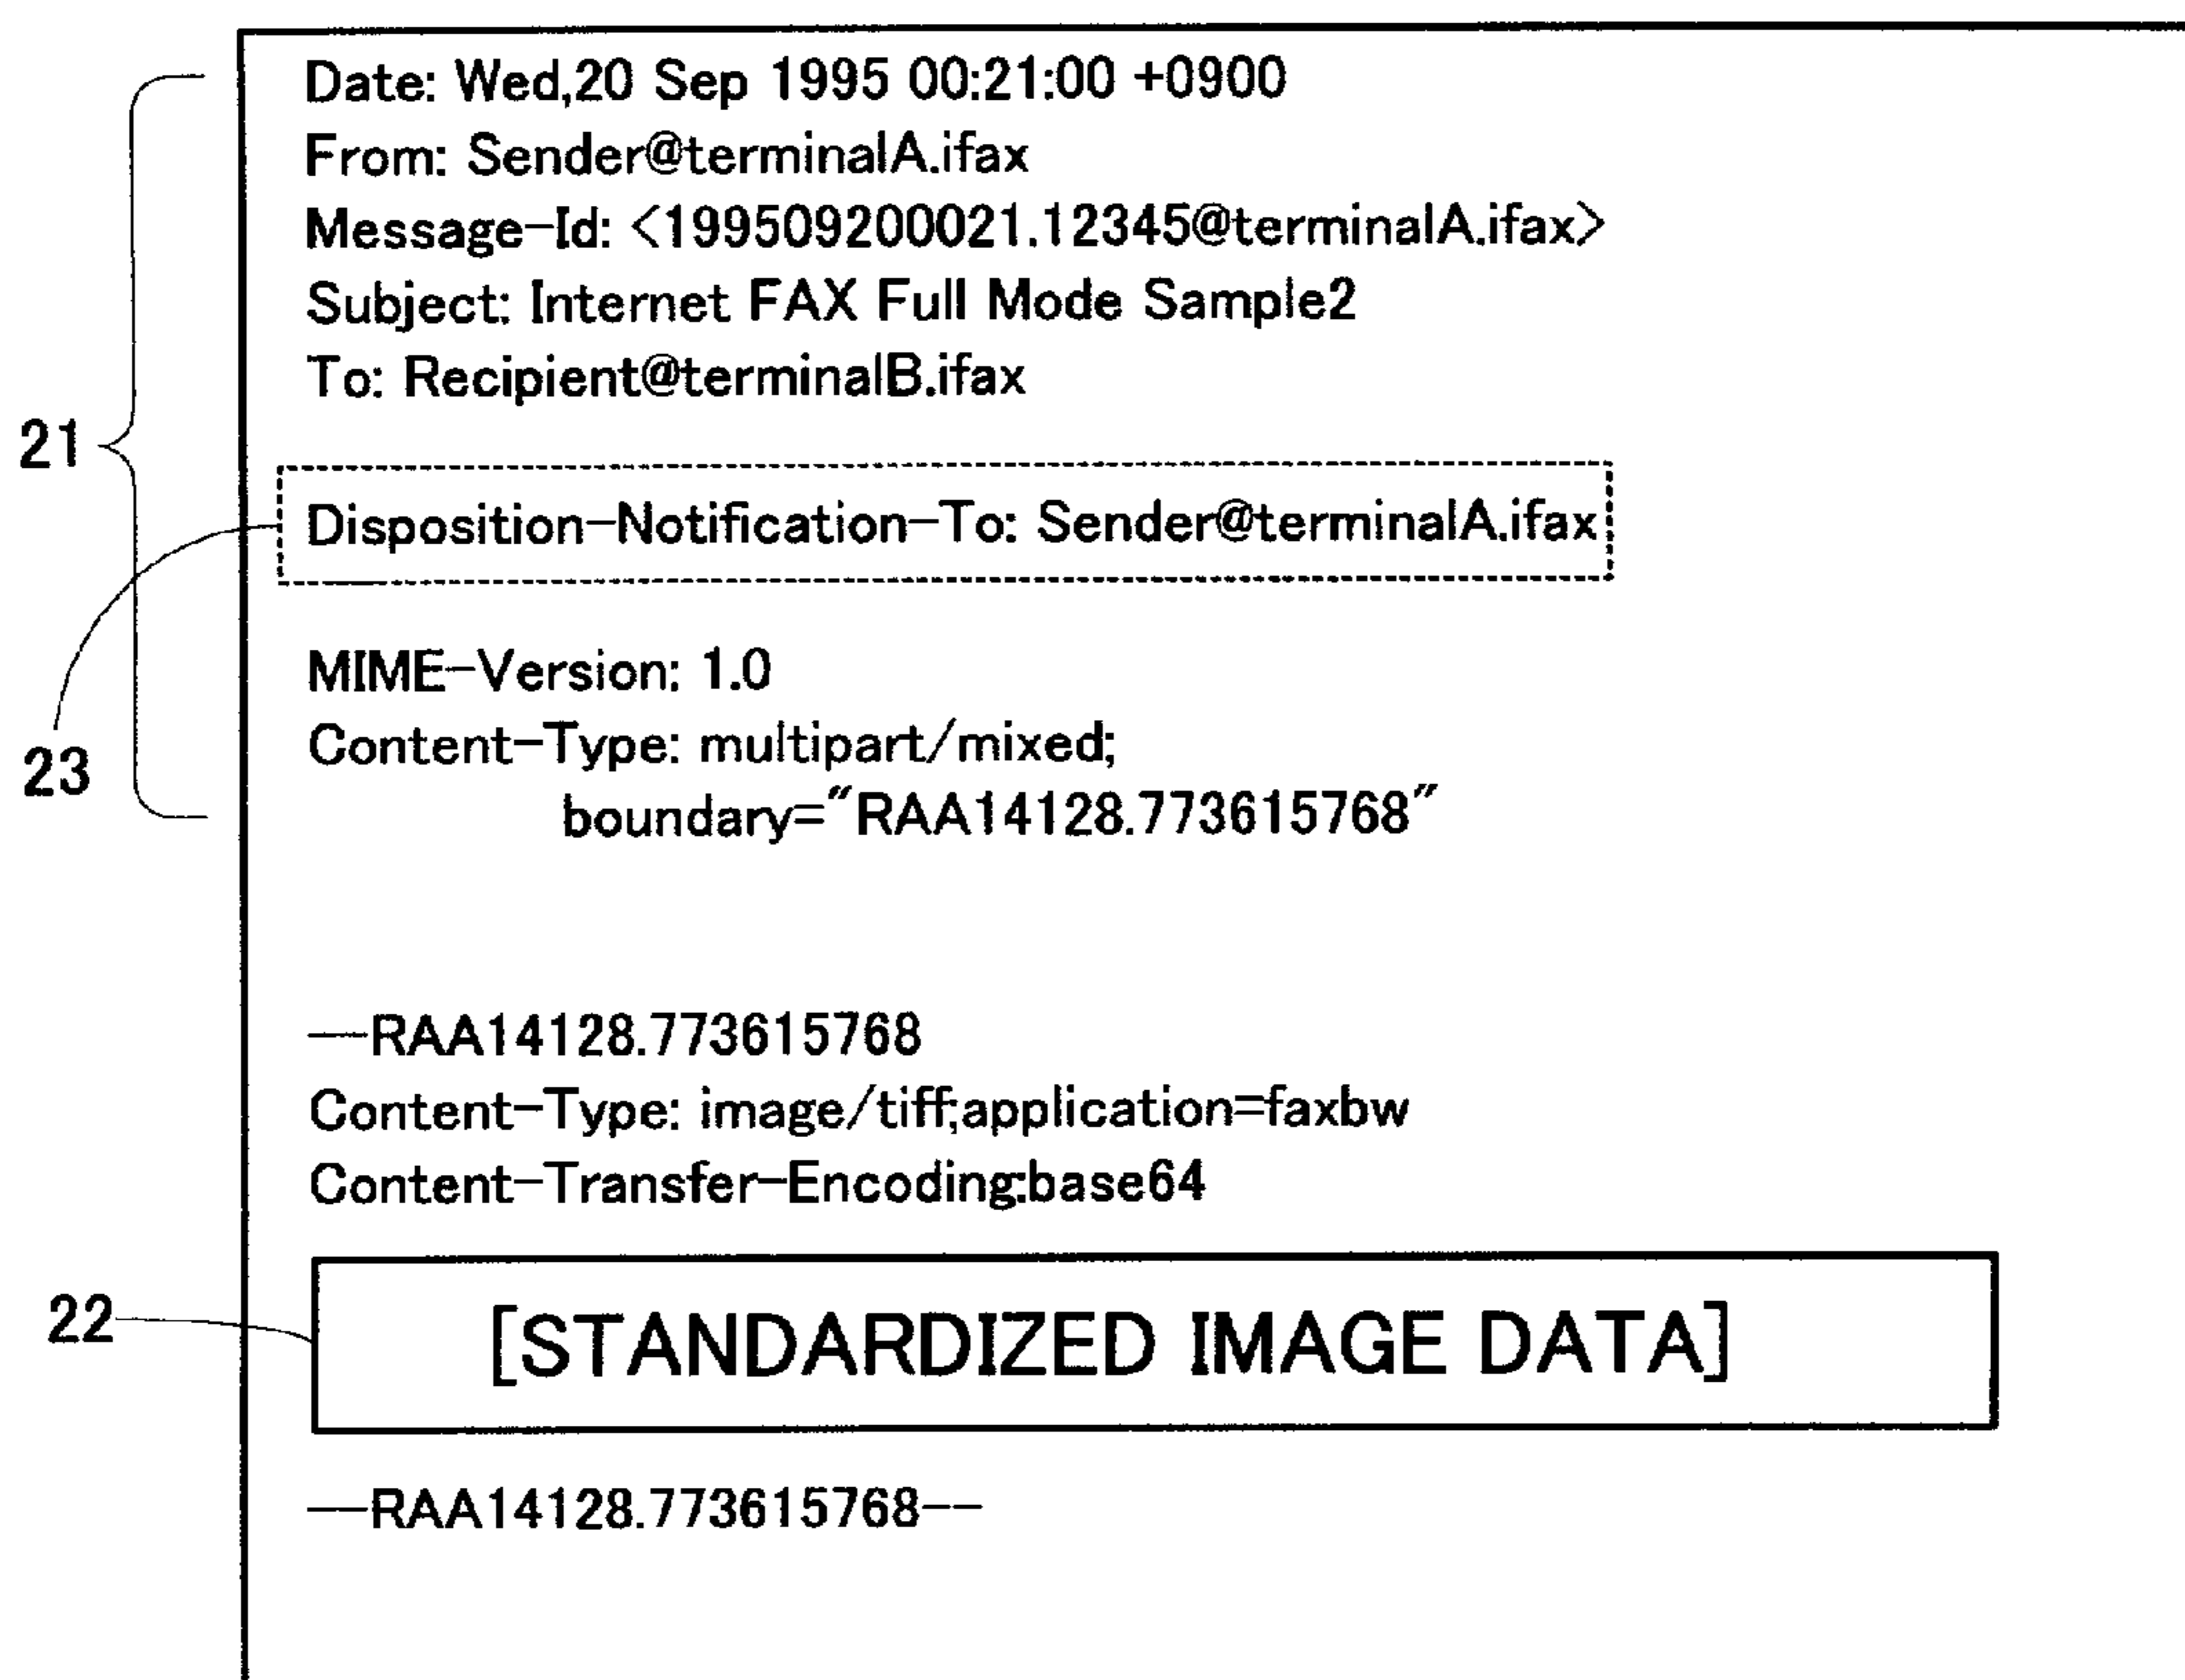 Date: Wed,20 Sep 1995 00:21:00 +0900
From: Sender@terminalA.ifax
Message-Id: <199509200021.12345@terminalA.ifax>
Subject: Internet FAX Full Mode Sample2
To: Recipient@terminalB.ifax
21
Disposition-Notification-To: Sender@terminalA.ifax
MIME-Version: 1.0
Content-Type: multipart/mixed;
23
boundary="RAA14128.773615768"
--RAA14128.773615768
Content-Type: image/tiff;application=faxbw
Content-Transfer-Encoding:base64
22
[STANDARDIZED IMAGE DATA]
--RAA14128.773615768--